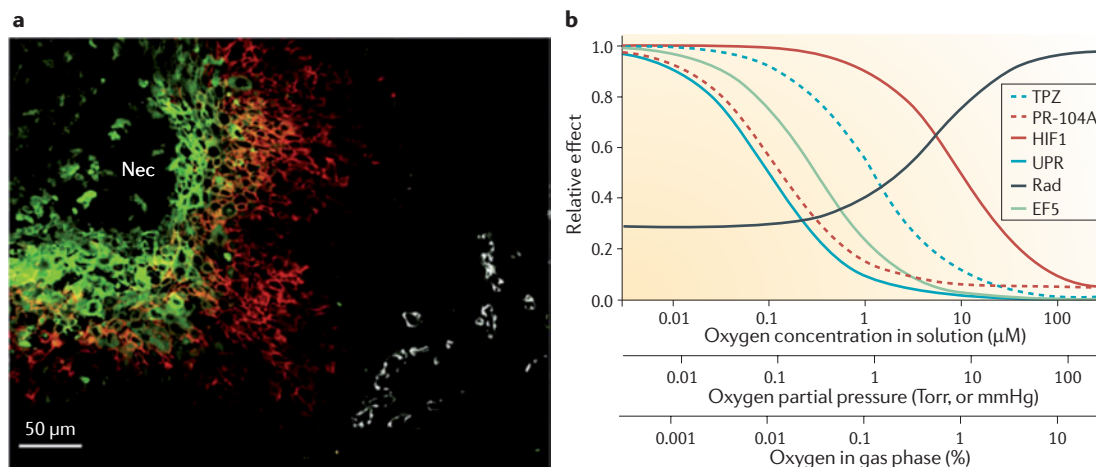 a
Nec
50 µm
b
Relative effect
1.0
0.8
0.6
0.4
0.2
0.0
TPZ
PR-104A
HIF1
UPR
Rad
EF5
0.01 0.1 1 10 100
Oxygen concentration in solution (µM)
0.01 0.1 1 10 100
Oxygen partial pressure (Torr, or mmHg)
0.001 0.01 0.1 1 10
Oxygen in gas phase (%)